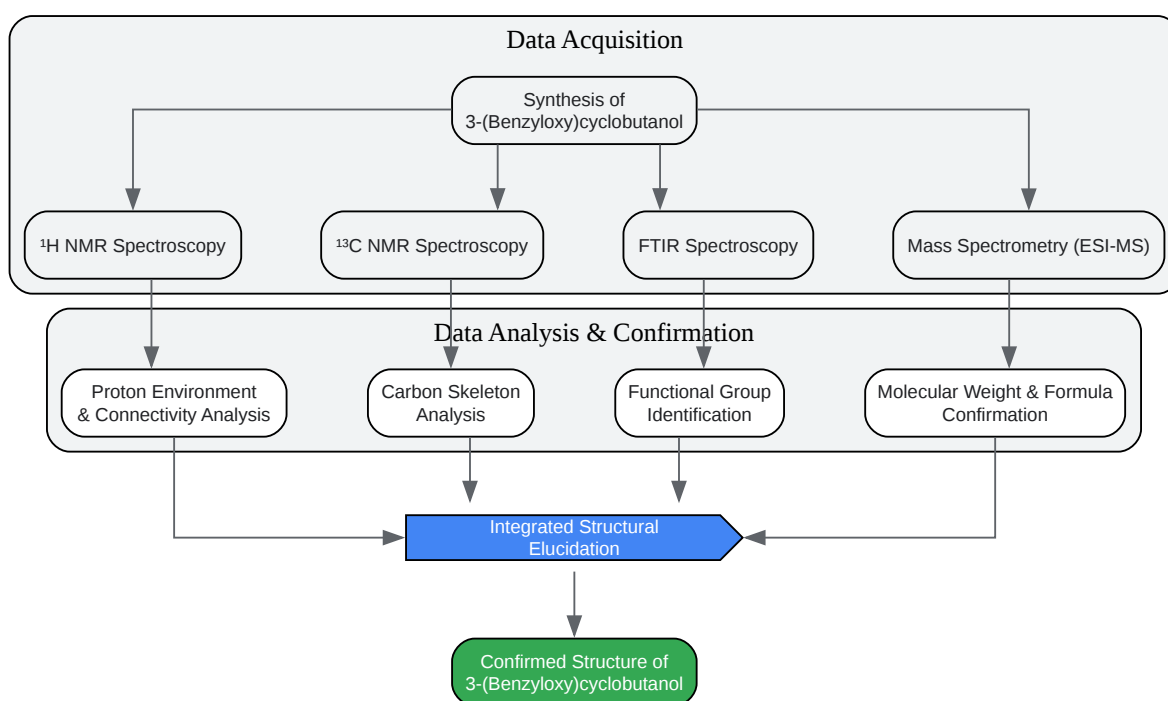 Data Acquisition
Synthesis of
3-(Benzyloxy)cyclobutanol
¹H NMR Spectroscopy
¹³C NMR Spectroscopy
FTIR Spectroscopy
Mass Spectrometry (ESI-MS)
Data Analysis & Confirmation
Proton Environment
& Connectivity Analysis
Carbon Skeleton
Analysis
Functional Group
Identification
Molecular Weight & Formula
Confirmation
Integrated Structural
Elucidation
Confirmed Structure of
3-(Benzyloxy)cyclobutanol